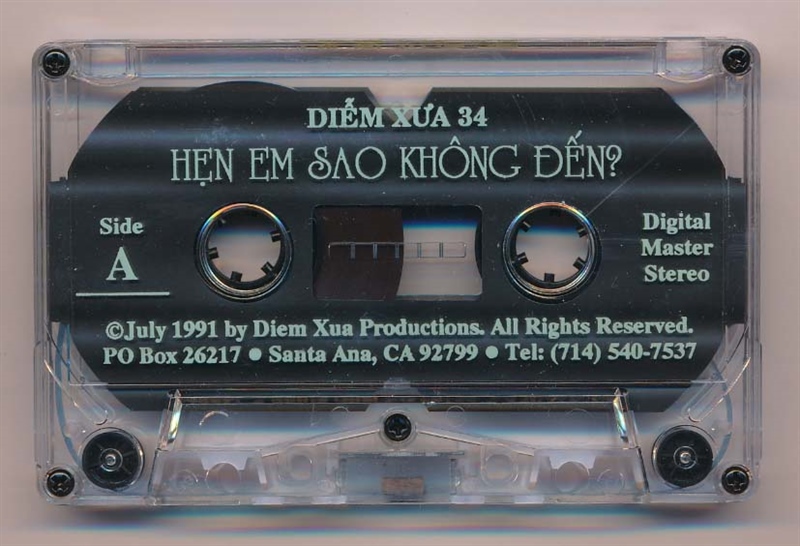 DIỄM XƯA 34
HẸN EM SAO KHÔNG ĐẾN?
Side
A
Digital
Master
Stereo
©July 1991 by Diem Xua Productions. All Rights Reserved.
PO Box 26217 ● Santa Ana, CA 92799 ● Tel: (714) 540-7537